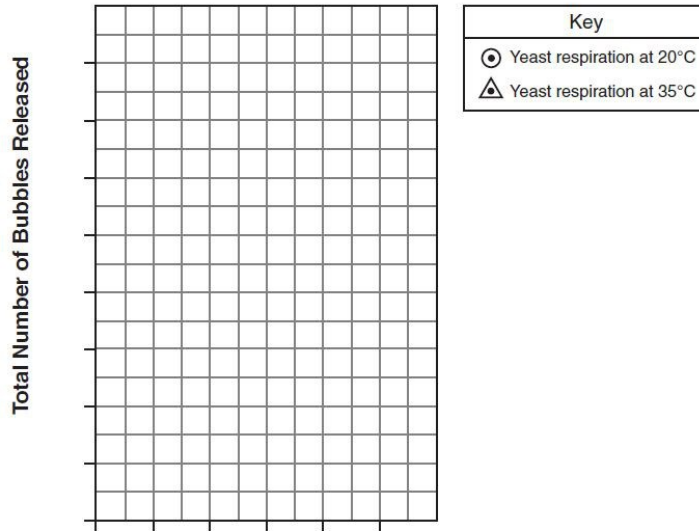 Total Number of Bubbles Released
Key
Yeast respiration at 20°C
Yeast respiration at 35°C